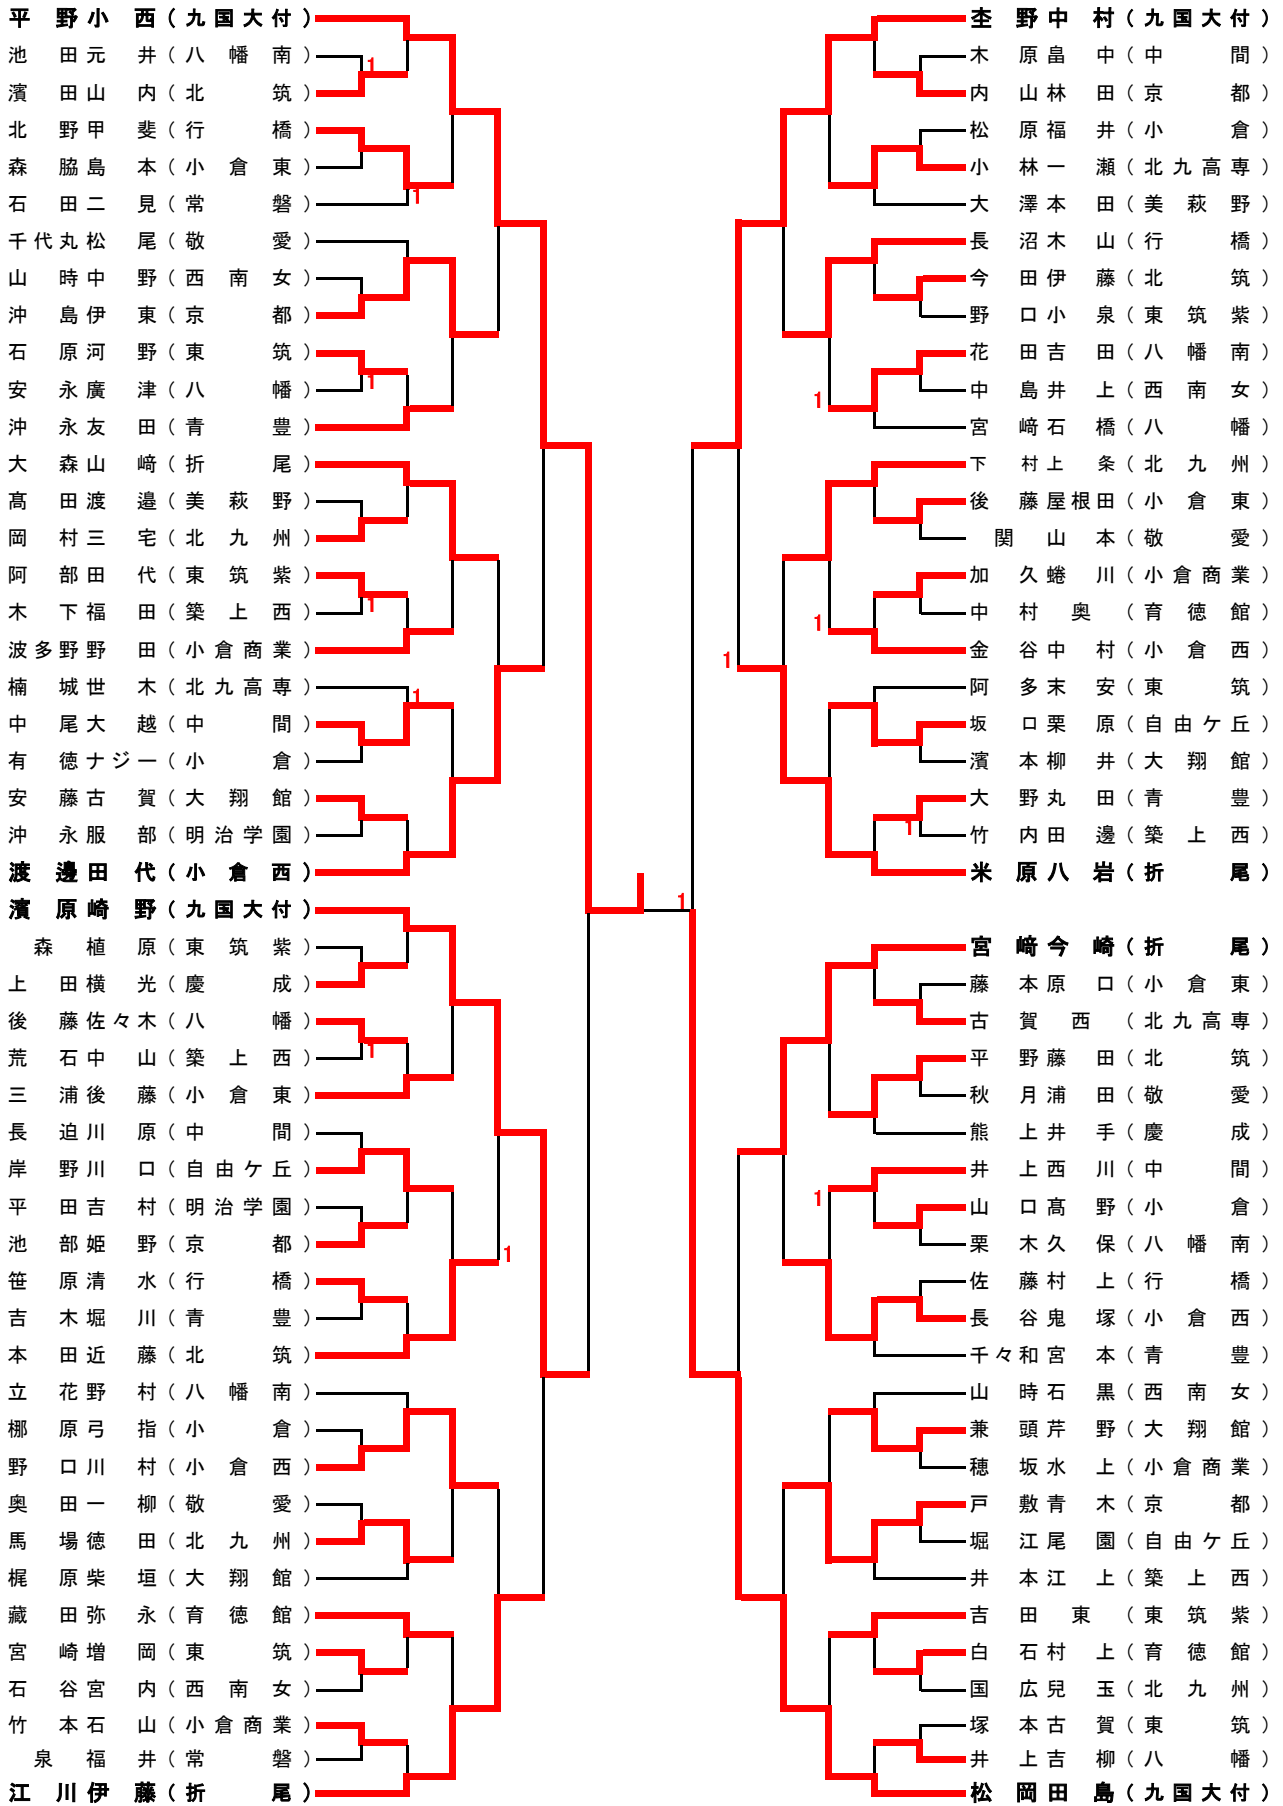 平野小西(九国大付)
池田元井(八幡南)
1
濱田山内(北筑)
北野甲斐(行橋)
森脇島本(小倉東)
1
石田二見(常磐)
千代丸松尾(敬愛)
山時中野(西南女)
沖島伊東(京都)
石原河野(東筑)
1
安永廣津(八幡)
沖永友田(青豊)
大森山﨑(折尾)
髙田渡邉(美萩野)
岡村三宅(北九州)
阿部田代(東筑紫)
1
木下福田(築上西)
波多野野田(小倉商業)
楠城世木(北九高専)
1
中尾大越(中間)
有徳ナジー(小倉)
安藤古賀(大翔館)
沖永服部(明治学園)
渡邊田代(小倉西)
濱原崎野(九国大付)
森植原(東筑紫)
上田横光(慶成)
後藤佐々木(八幡)
1
荒石中山(築上西)
三浦後藤(小倉東)
長迫川原(中間)
岸野川口(自由ケ丘)
平田吉村(明治学園)
池部姫野(京都)
1
笹原清水(行橋)
吉木堀川(青豊)
本田近藤(北筑)
立花野村(八幡南)
梛原弓指(小倉)
野口川村(小倉西)
奥田一柳(敬愛)
馬場徳田(北九州)
梶原柴垣(大翔館)
藏田弥永(育徳館)
宮崎増岡(東筑)
石谷宮内(西南女)
竹本石山(小倉商業)
泉福井(常磐)
江川伊藤(折尾)
1
杢野中村(九国大付)
木原畠中(中間)
内山林田(京都)
松原福井(小倉)
小林一瀬(北九高専)
大澤本田(美萩野)
長沼木山(行橋)
今田伊藤(北筑)
野口小泉(東筑紫)
花田吉田(八幡南)
1
中島井上(西南女)
宮﨑石橋(八幡)
下村上条(北九州)
後藤屋根田(小倉東)
関山本(敬愛)
加久蜷川(小倉商業)
中村奥(育徳館)
1
金谷中村(小倉西)
1
阿多末安(東筑)
坂口栗原(自由ケ丘)
濱本柳井(大翔館)
大野丸田(青豊)
1
竹内田邊(築上西)
米原八岩(折尾)
宮﨑今崎(折尾)
藤本原口(小倉東)
古賀西(北九高専)
平野藤田(北筑)
秋月浦田(敬愛)
熊上井手(慶成)
井上西川(中間)
1
山口髙野(小倉)
栗木久保(八幡南)
佐藤村上(行橋)
長谷鬼塚(小倉西)
千々和宮本(青豊)
山時石黒(西南女)
兼頭芹野(大翔館)
穂坂水上(小倉商業)
戸敷青木(京都)
堀江尾園(自由ケ丘)
井本江上(築上西)
吉田東(東筑紫)
白石村上(育徳館)
国広兒玉(北九州)
塚本古賀(東筑)
井上吉柳(八幡)
松岡田島(九国大付)